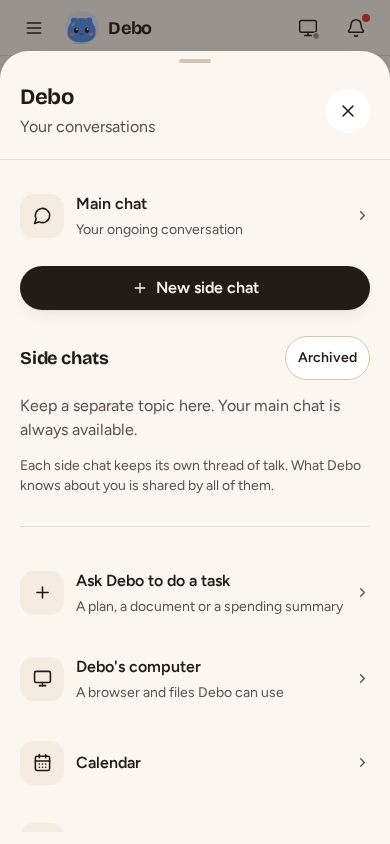 Debo
Debo
Your conversations
Main chat
Your ongoing conversation
New side chat
Side chats
Archived
Keep a separate topic here. Your main chat is
always available.
Each side chat keeps its own thread of talk. What Debo
knows about you is shared by all of them.
Ask Debo to do a task
A plan, a document or a spending summary
Debo's computer
A browser and files Debo can use
Calendar